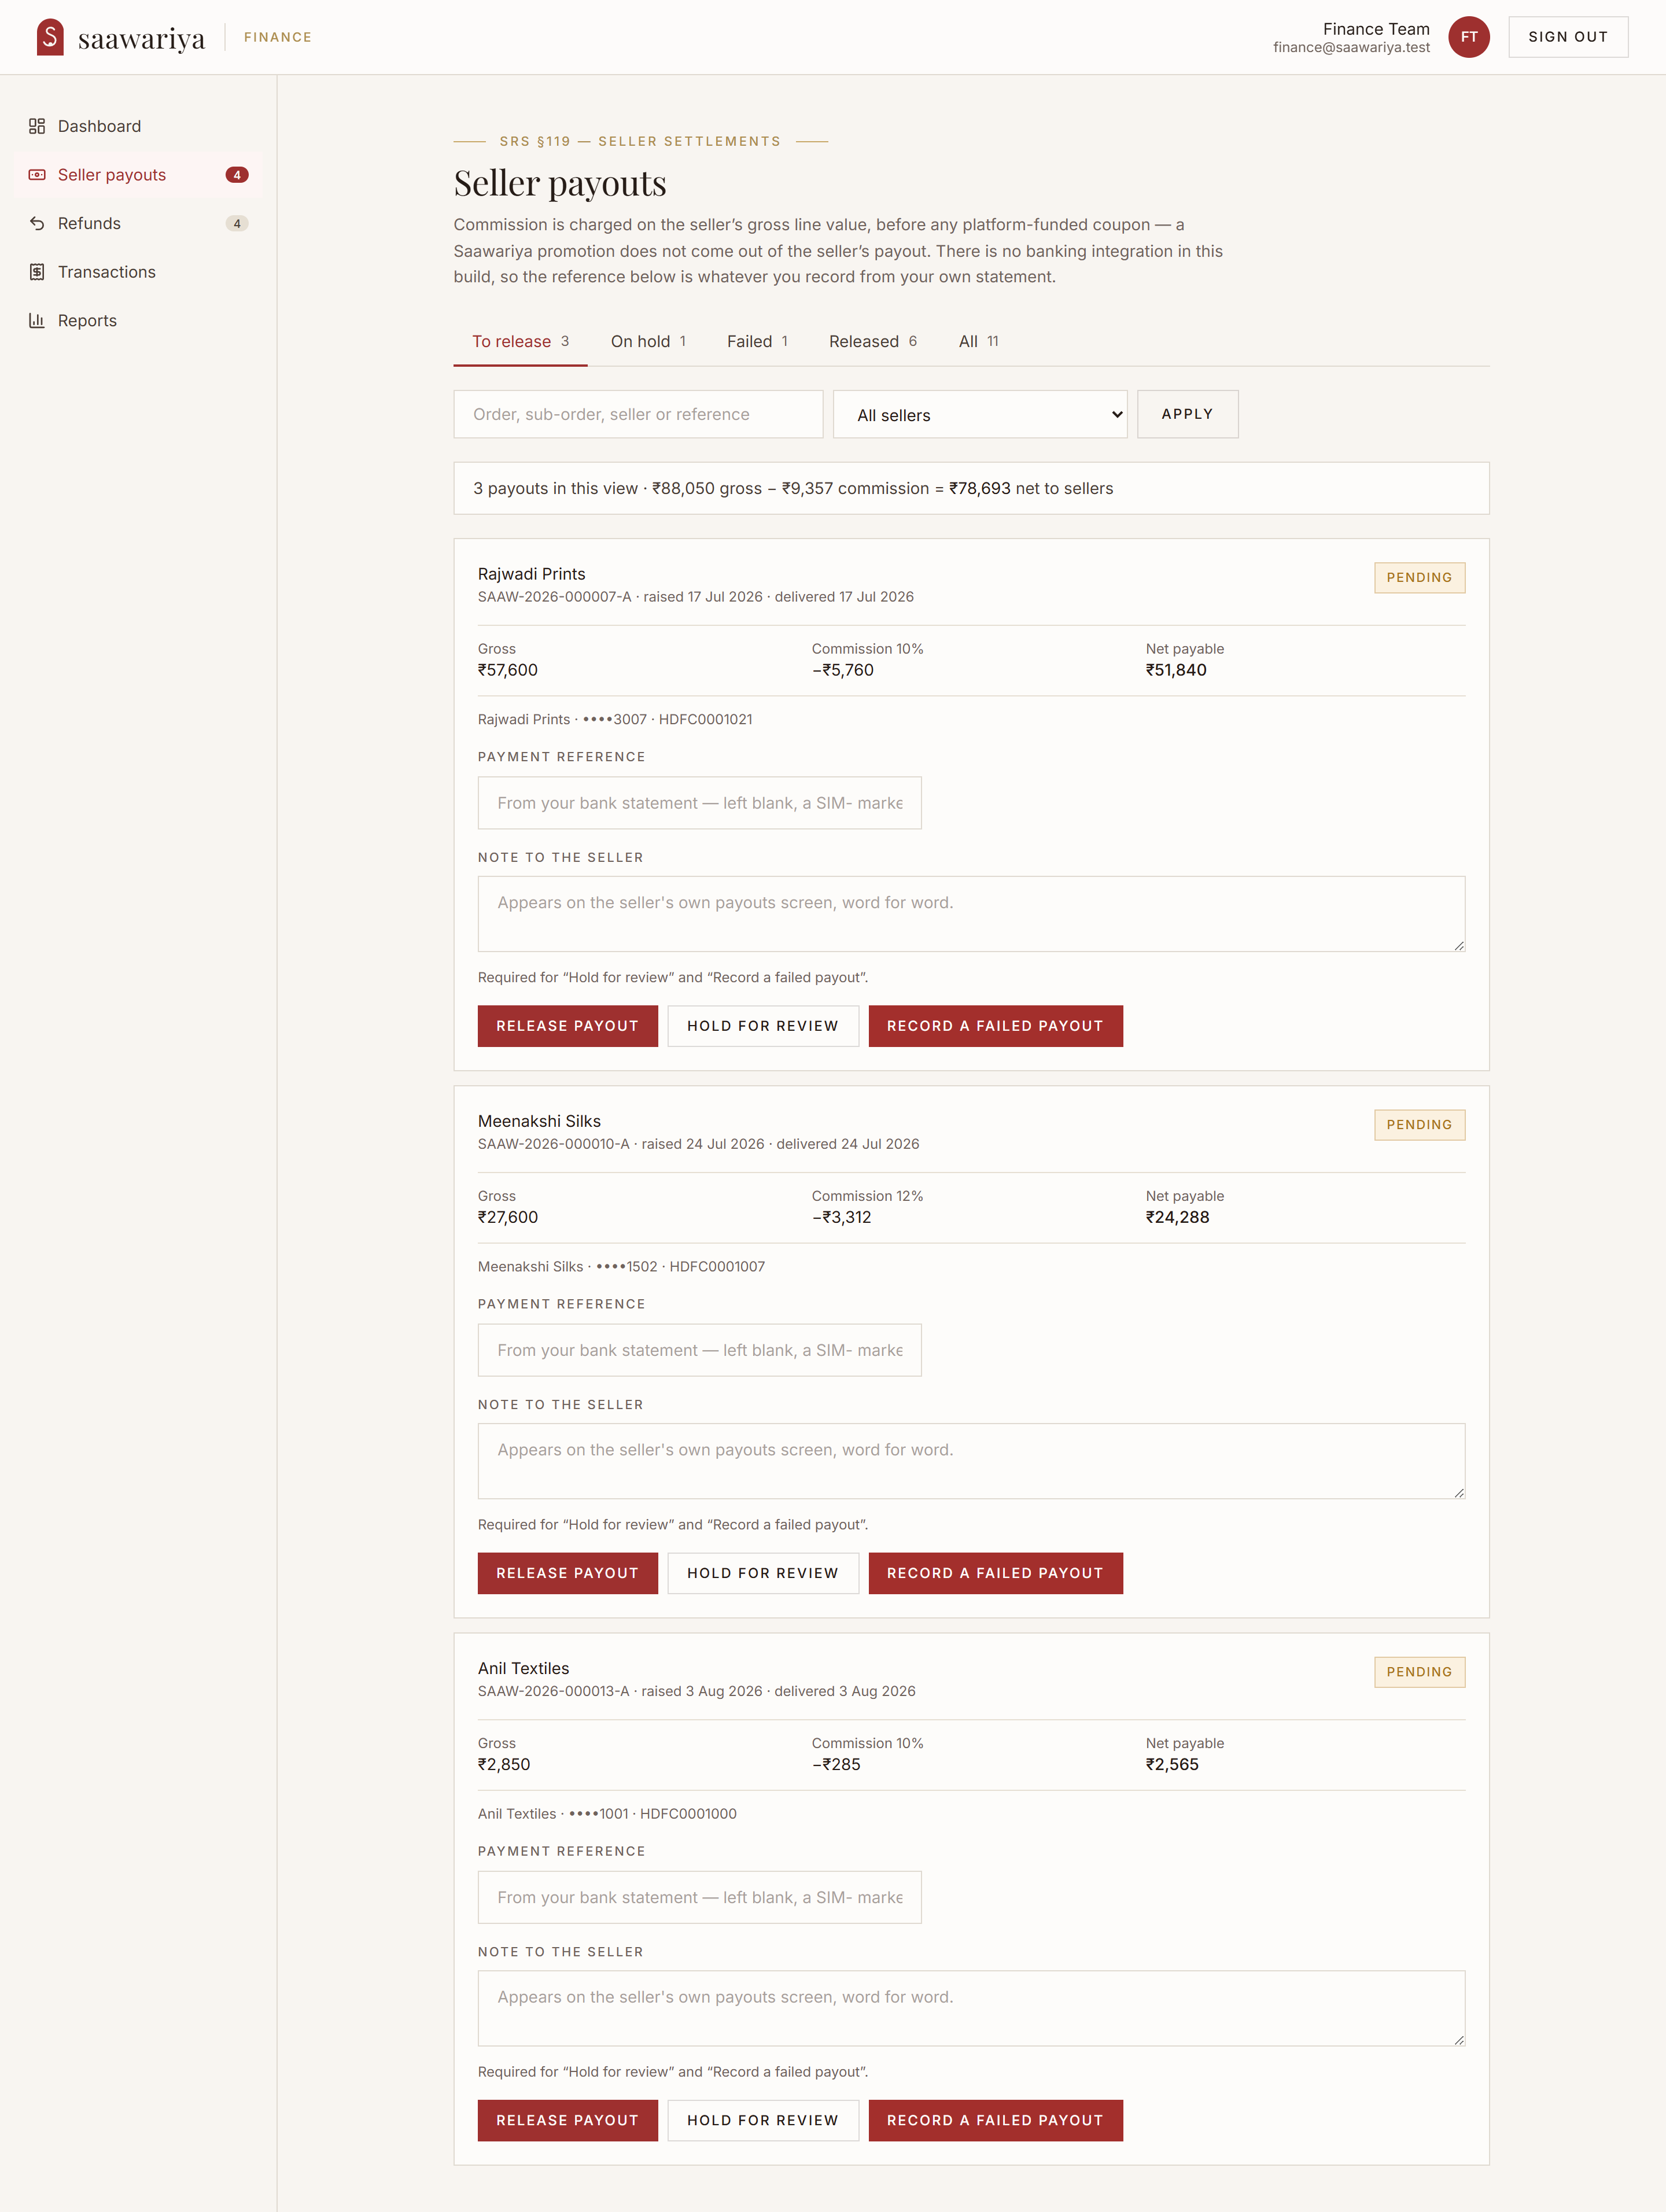 saawariya
FINANCE
Finance Team
finance@saawariya.test
FT
SIGN OUT
Dashboard
Seller payouts 4
Refunds 4
Transactions
Reports
SRS §119 — SELLER SETTLEMENTS
Seller payouts
Commission is charged on the seller’s gross line value, before any platform-funded coupon — a
Saawariya promotion does not come out of the seller’s payout. There is no banking integration in this
build, so the reference below is whatever you record from your own statement.
To release 3 On hold 1 Failed 1 Released 6 All 11
Order, sub-order, seller or reference
All sellers
APPLY
3 payouts in this view · ₹88,050 gross − ₹9,357 commission = ₹78,693 net to sellers
Rajwadi Prints
PENDING
SAAW-2026-000007-A · raised 17 Jul 2026 · delivered 17 Jul 2026
Gross Commission 10% Net payable
₹57,600 −₹5,760 ₹51,840
Rajwadi Prints · ••••3007 · HDFC0001021
PAYMENT REFERENCE
From your bank statement — left blank, a SIM- marke
NOTE TO THE SELLER
Appears on the seller's own payouts screen, word for word.
Required for “Hold for review” and “Record a failed payout”.
RELEASE PAYOUT HOLD FOR REVIEW RECORD A FAILED PAYOUT
Meenakshi Silks
PENDING
SAAW-2026-000010-A · raised 24 Jul 2026 · delivered 24 Jul 2026
Gross Commission 12% Net payable
₹27,600 −₹3,312 ₹24,288
Meenakshi Silks · ••••1502 · HDFC0001007
PAYMENT REFERENCE
From your bank statement — left blank, a SIM- marke
NOTE TO THE SELLER
Appears on the seller's own payouts screen, word for word.
Required for “Hold for review” and “Record a failed payout”.
RELEASE PAYOUT HOLD FOR REVIEW RECORD A FAILED PAYOUT
Anil Textiles
PENDING
SAAW-2026-000013-A · raised 3 Aug 2026 · delivered 3 Aug 2026
Gross Commission 10% Net payable
₹2,850 −₹285 ₹2,565
Anil Textiles · ••••1001 · HDFC0001000
PAYMENT REFERENCE
From your bank statement — left blank, a SIM- marke
NOTE TO THE SELLER
Appears on the seller's own payouts screen, word for word.
Required for “Hold for review” and “Record a failed payout”.
RELEASE PAYOUT HOLD FOR REVIEW RECORD A FAILED PAYOUT